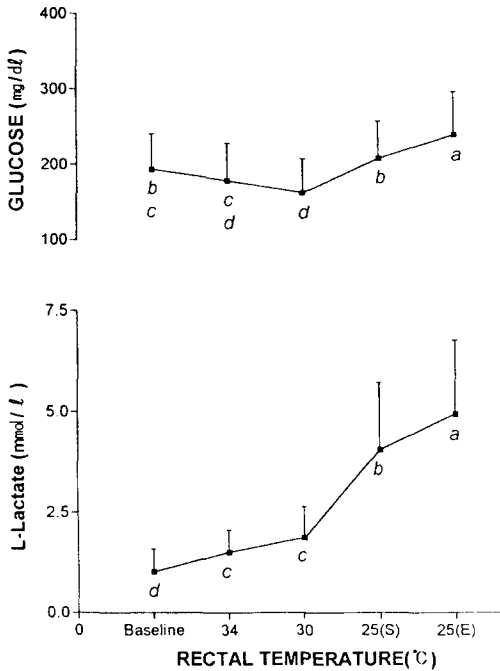 GLUCOSE (mg/dℓ)
400
300
200
100
b
c
c
d
d
b
a
L-Lactate (mmol/ℓ)
7.5
5.0
2.5
0.0
d
c
c
b
a
0 Baseline 34 30 25(S) 25(E)
RECTAL TEMPERATURE(℃)